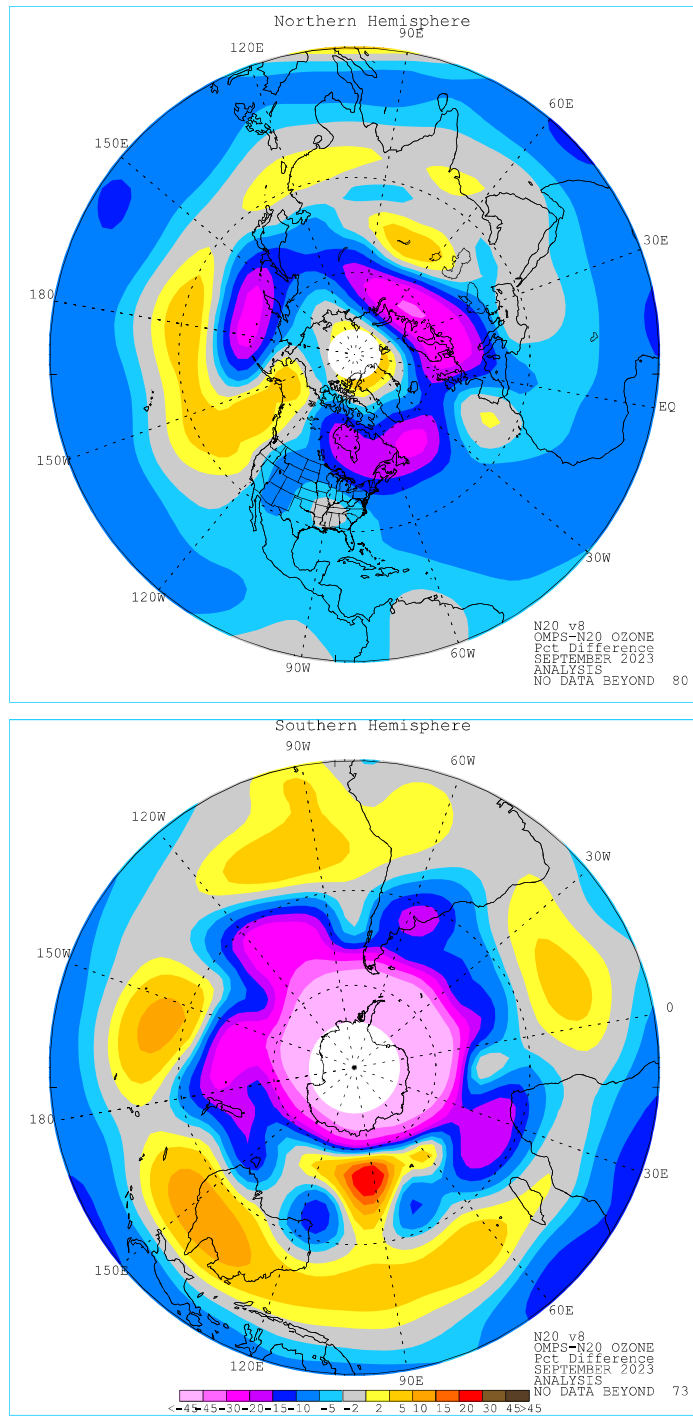 Northern Hemisphere
90E
120E
60E
150E
30E
180
EQ
150W
30W
120W
60W
90W
N20 v8
OMPS-N20 OZONE
Pct Difference
SEPTEMBER 2023
ANALYSIS
NO DATA BEYOND 80
Southern Hemisphere
90W
60W
120W
30W
150W
0
180
30E
150E
60E
120E
90E
N20 v8
OMPS-N20 OZONE
Pct Difference
SEPTEMBER 2023
ANALYSIS
NO DATA BEYOND 73
<-45 -45 -30 -20 -15 -10 -5 -2 2 5 10 15 20 30 45 >45